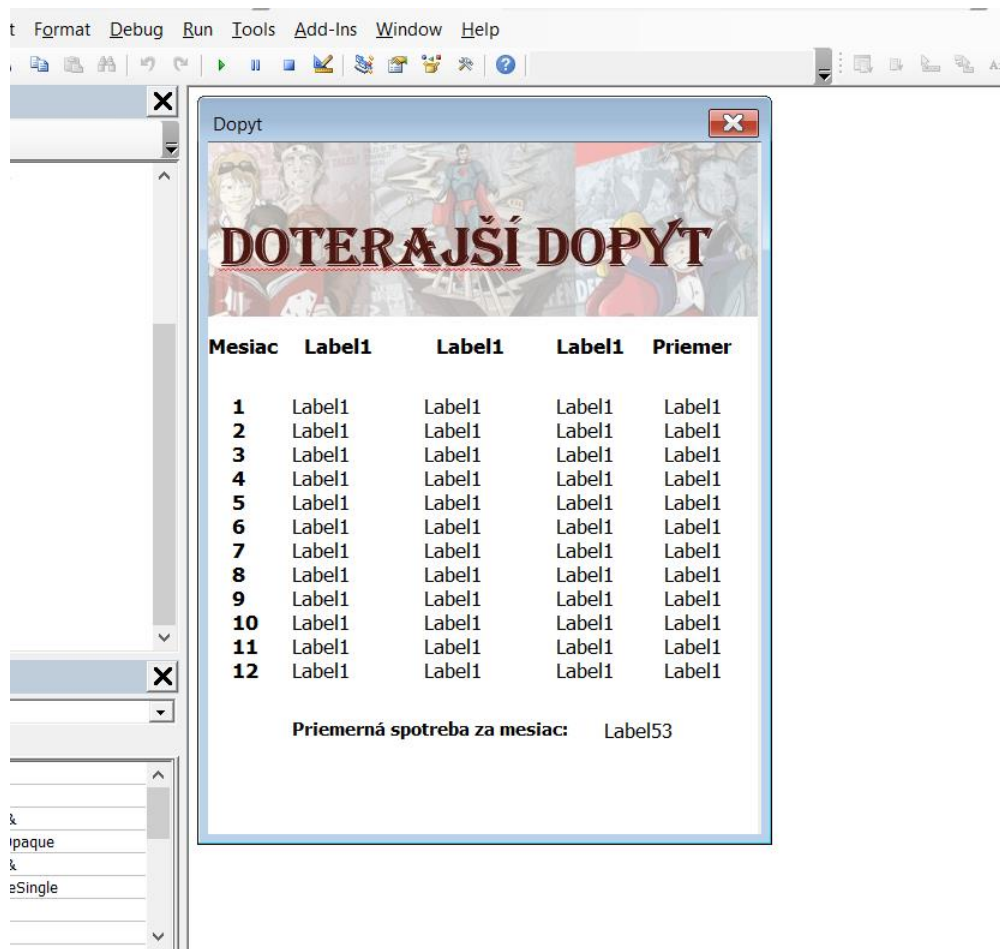 t Format Debug Run Tools Add-Ins Window Help
Dopyt
DOTERAJŠÍ DOPYT
Mesiac Label1 Label1 Label1 Priemer
1 Label1 Label1 Label1 Label1
2 Label1 Label1 Label1 Label1
3 Label1 Label1 Label1 Label1
4 Label1 Label1 Label1 Label1
5 Label1 Label1 Label1 Label1
6 Label1 Label1 Label1 Label1
7 Label1 Label1 Label1 Label1
8 Label1 Label1 Label1 Label1
9 Label1 Label1 Label1 Label1
10 Label1 Label1 Label1 Label1
11 Label1 Label1 Label1 Label1
12 Label1 Label1 Label1 Label1
Priemerná spotreba za mesiac: Label53
&
paque
&
eSingle